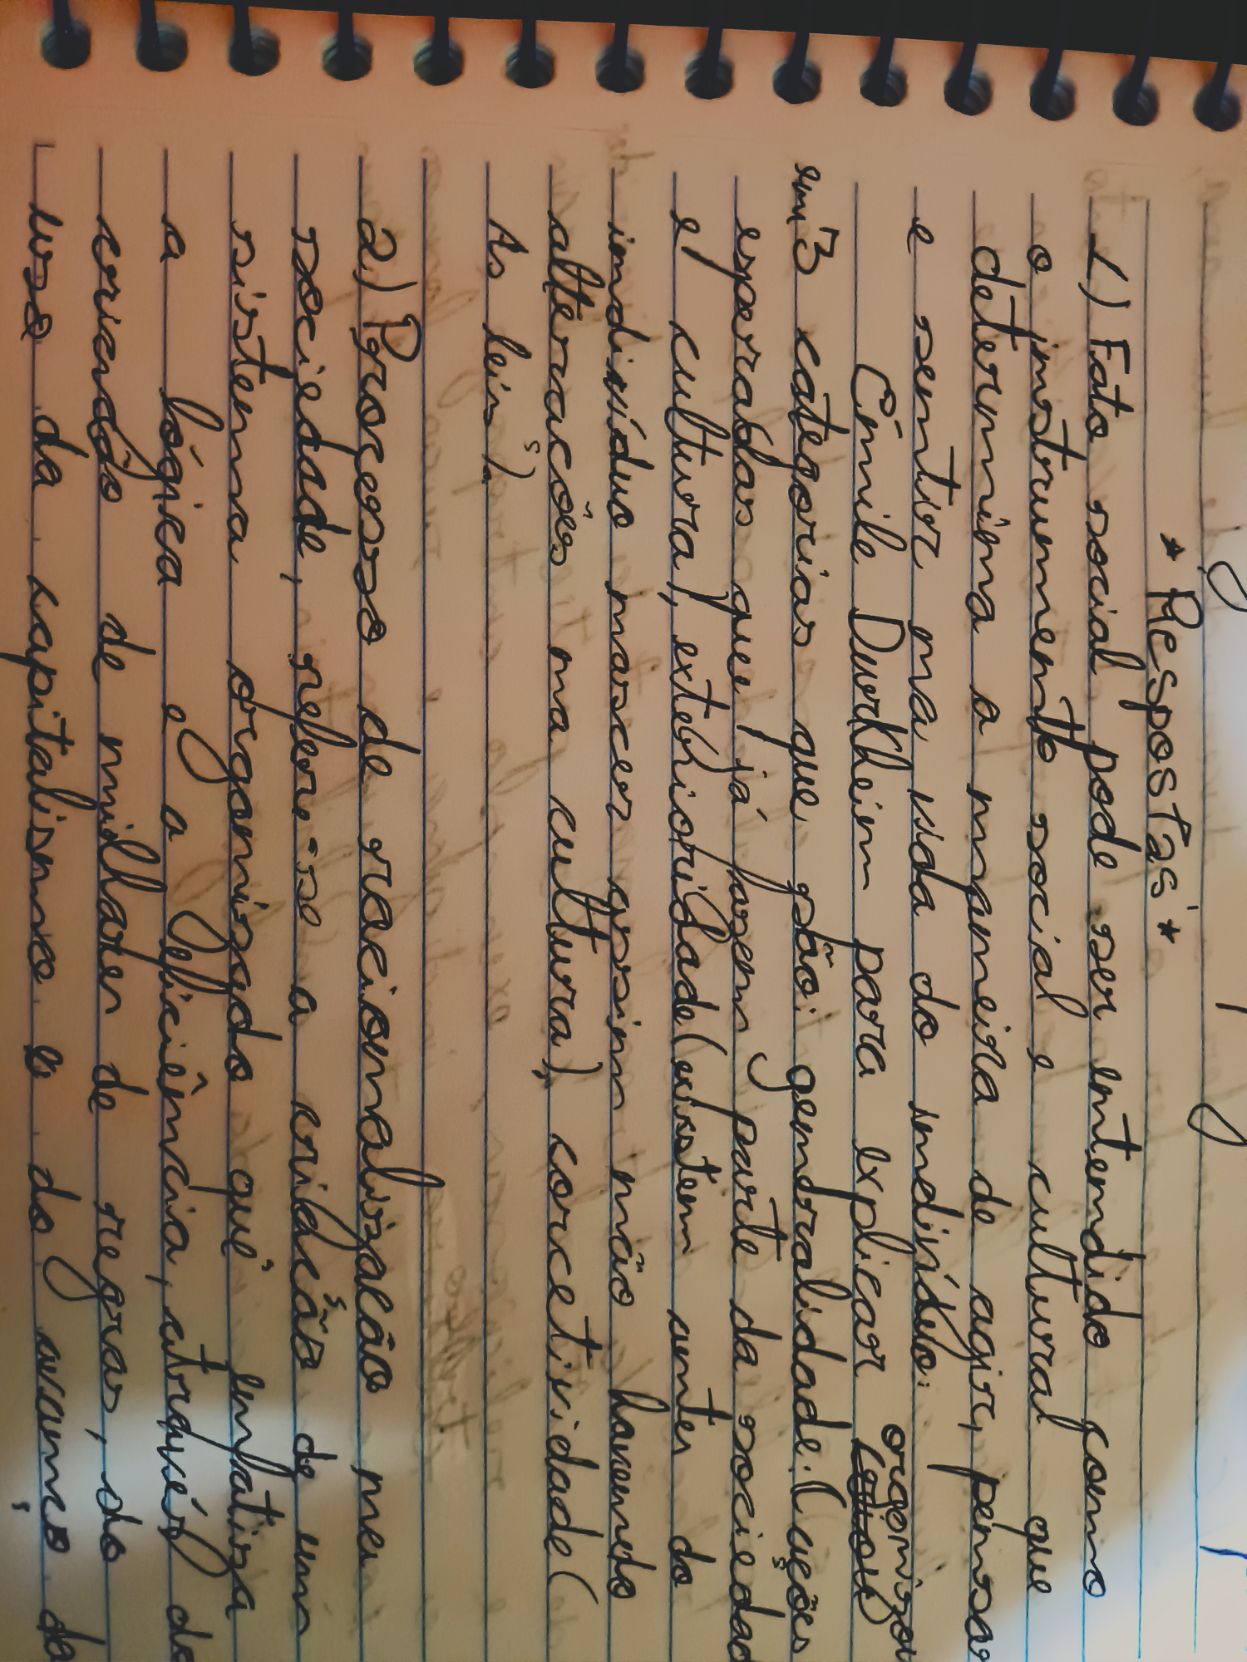 * Respostas *
1) Fato social pode ser entendido como
o instrumento social e cultural que
determina a maneira de agir, pensar
e sentir na vida do indivíduo.
Émile Durkheim para explicar organizou
em 3 categorias que são: generalidade: (ações
esperadas que já fazem parte da sociedad
e cultura), exterioridade (existem antes do
indivíduo nascer assim não havendo
alterações na cultura), corcetividade (
As leis).
2) Processo de racionalização na
sociedade, refere-se a criação de um
sistema organizado que enfatiza
a lógica e a eficiência, através da
criação de milhares de regras, do
uso da capitalismo e do avanço da